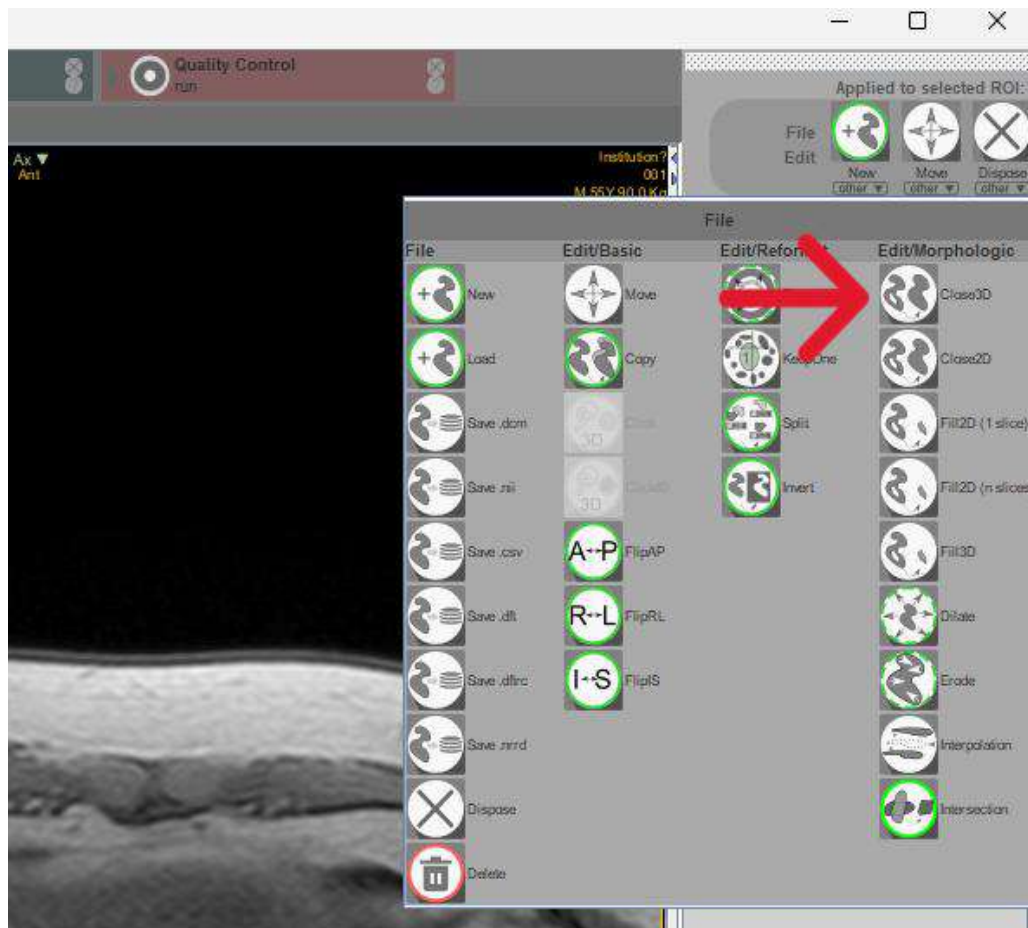 Quality Control
run
Applied to selected ROI:
File
Edit
New
Move
Dispose
other
other
other
Ax
Ant
Institution?
001
M 55Y 90.0 Kg
File
File
Edit/Basic
Edit/Morphologic
New
Move
Close3D
Load
Copy
Close2D
Save .dcm
3D
Split
Fill2D (1 slice)
Save .nii
3D
Invert
Fill2D (n slices
Save .csv
A↔P
FlipAP
Fill3D
Save .dft
R↔L
FlipRL
Dilate
Save .dftrc
I↔S
FlipIS
Erode
Save .nrrd
Interpolation
Dispose
Intersection
Delete